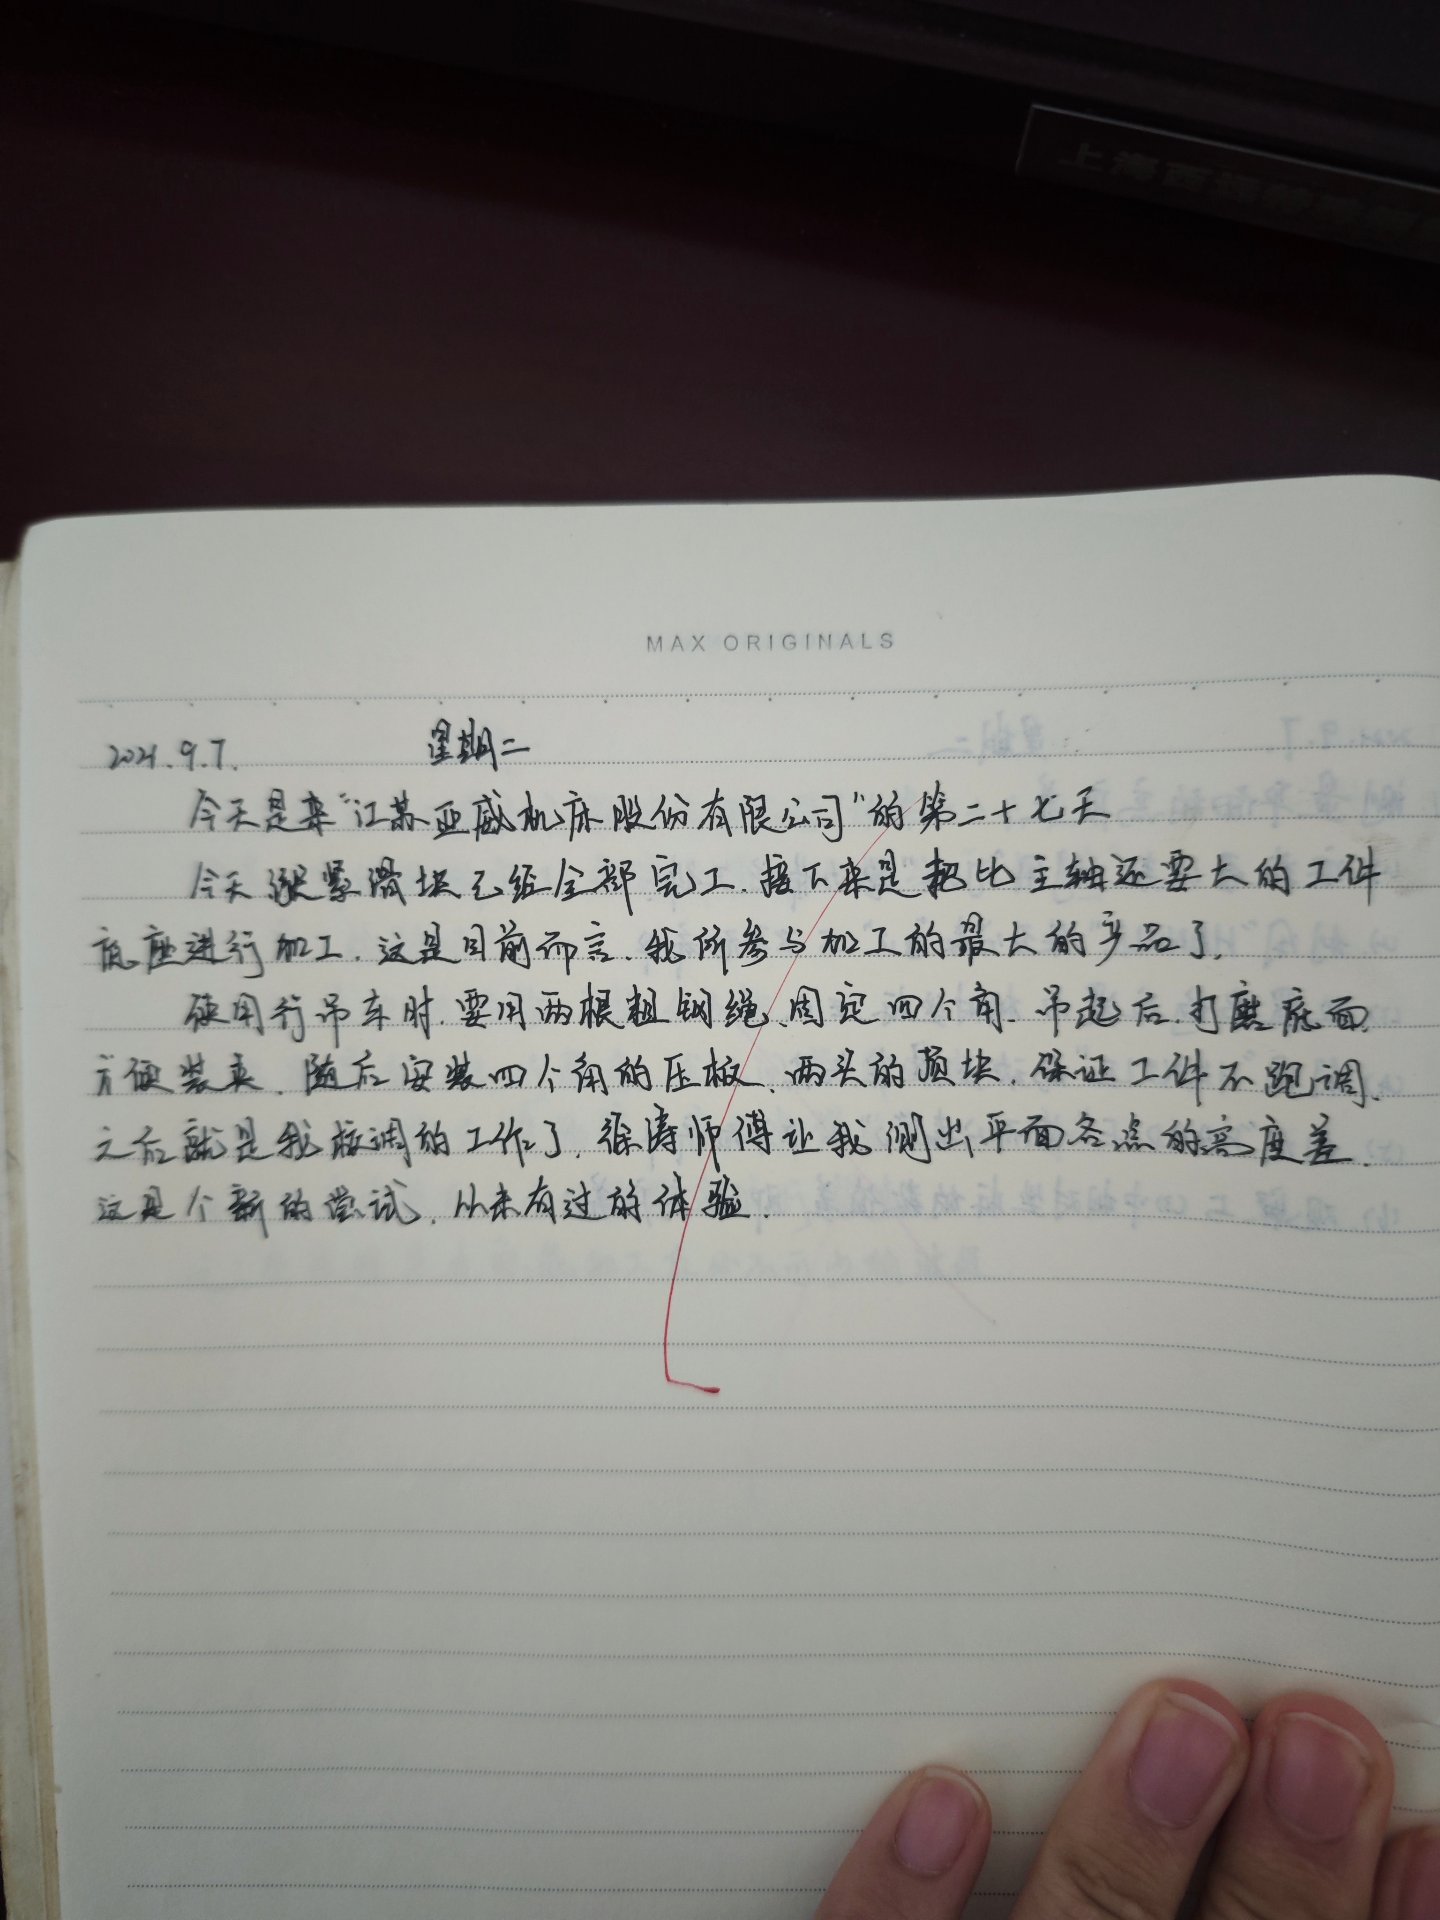 MAX ORIGINALS
2021.9.7. 星期二
今天是来“江苏亚威机床股份有限公司”的第二十七天
今天涨紧滑块已经全部完工.接下来是把比主轴还要大的工件
底座进行加工.这是目前而言.我所参与加工的最大的产品了.
使用行吊车时.要用两根粗钢绳、固定四个角.吊起后.打磨底面.
方便装夹.随后安装四个角的压板、两头的顶块.保证工件不跑调.
之后就是我校调的工作了.徐涛师傅让我测出平面各点的高度差.
这是个新的尝试.从未有过的体验.